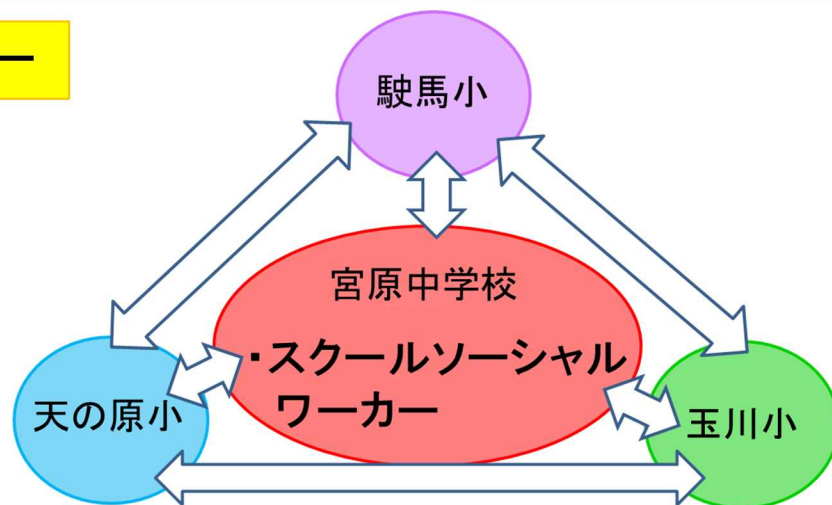 ー
駛馬小
宮原中学校
・スクールソーシャル
ワーカー
天の原小
玉川小